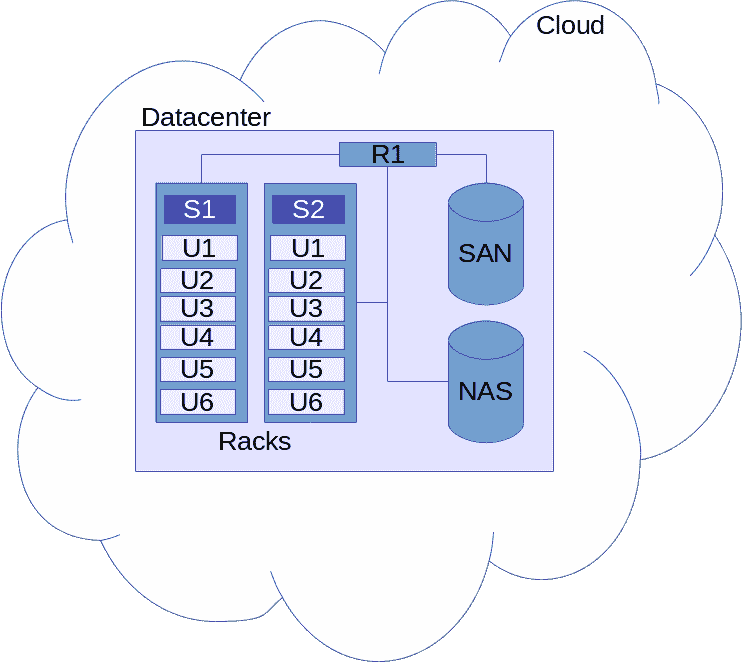 Cloud
Datacenter
R1
S1
U1
U2
U3
U4
U5
U6
S2
U1
U2
U3
U4
U5
U6
Racks
SAN
NAS